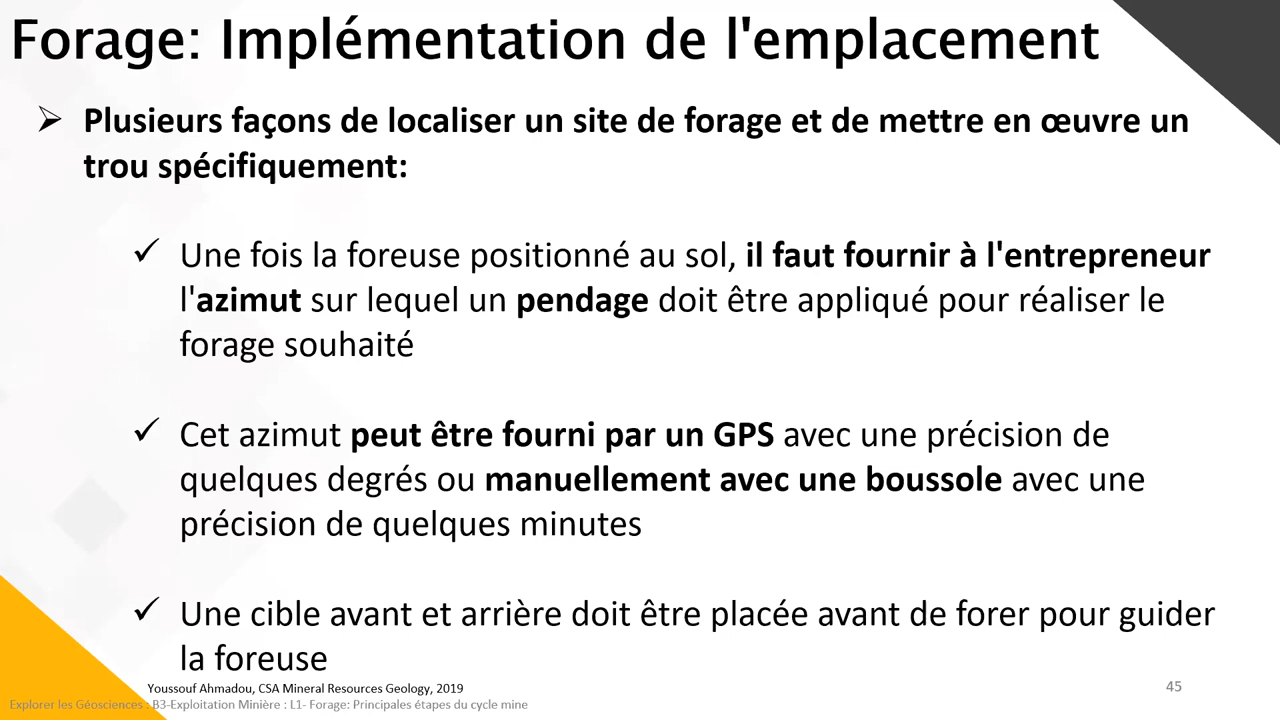 Forage: Implémentation de l'emplacement
Plusieurs façons de localiser un site de forage et de mettre en œuvre un
trou spécifiquement:
Une fois la foreuse positionné au sol, il faut fournir à l'entrepreneur
l'azimut sur lequel un pendage doit être appliqué pour réaliser le
forage souhaité
Cet azimut peut être fourni par un GPS avec une précision de
quelques degrés ou manuellement avec une boussole avec une
précision de quelques minutes
Une cible avant et arrière doit être placée avant de forer pour guider
la foreuse
Youssouf Ahmadou, CSA Mineral Resources Geology, 2019
45
Explorer les Géosciences : B3-Exploitation Minière : L1- Forage: Principales étapes du cycle mine